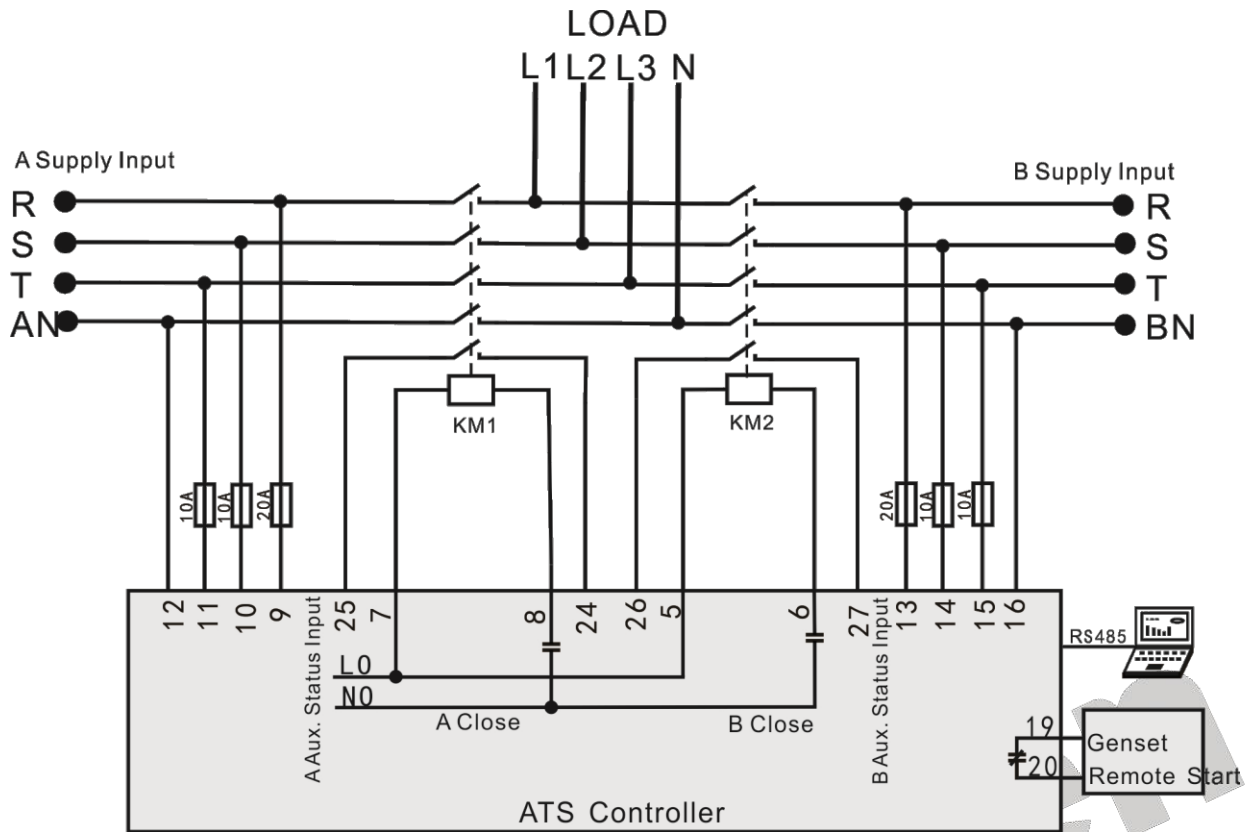 LOAD
L1 L2 L3 N
A Supply Input
B Supply Input
R
S
T
AN
R
S
T
BN
KM1
KM2
10A
10A
20A
20A
10A
10A
12
11
10
9
25
7
8
24
26
5
6
27
13
14
15
16
A Aux. Status Input
B Aux. Status Input
L0
N0
A Close
B Close
RS485
19
20
Genset
Remote Start
ATS Controller